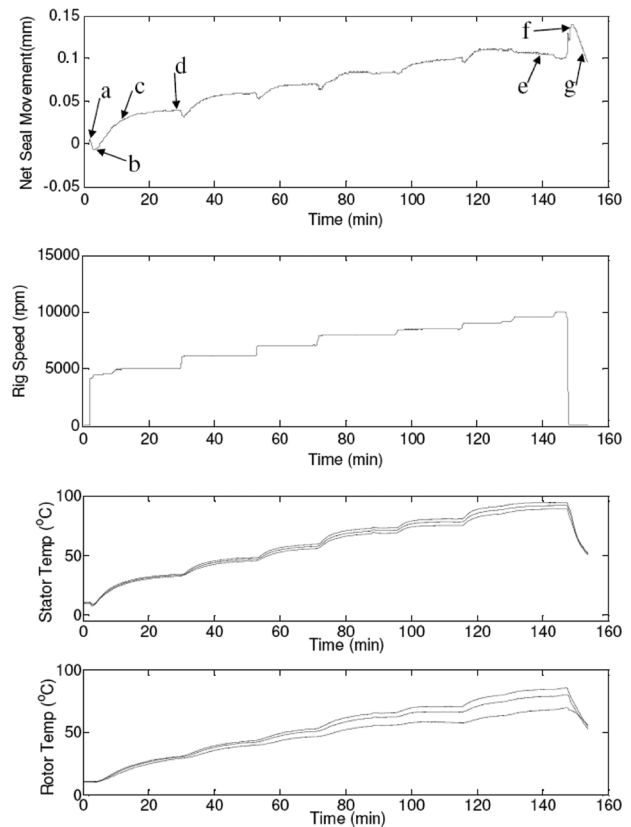 0.15
0.1
0.05
0
-0.05
Net Seal Movement(mm)
a
b
c
d
e
f
g
0 20 40 60 80 100 120 140 160
Time (min)
15000
10000
5000
0
Rig Speed (rpm)
0 20 40 60 80 100 120 140 160
Time (min)
100
50
0
Stator Temp (°C)
0 20 40 60 80 100 120 140 160
Time (min)
100
50
0
Rotor Temp (°C)
0 20 40 60 80 100 120 140 160
Time (min)